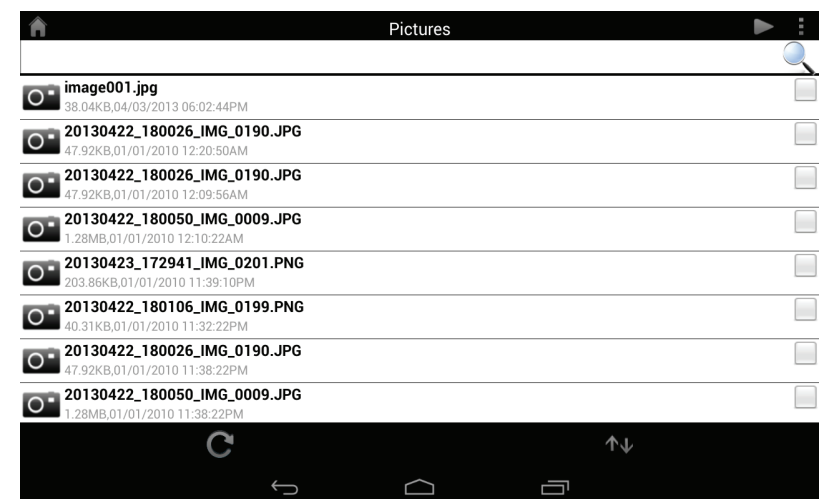 Pictures
image001.jpg
38.04KB,04/03/2013 06:02:44PM
20130422_180026_IMG_0190.JPG
47.92KB,01/01/2010 12:20:50AM
20130422_180026_IMG_0190.JPG
47.92KB,01/01/2010 12:09:56AM
20130422_180050_IMG_0009.JPG
1.28MB,01/01/2010 12:10:22AM
20130423_172941_IMG_0201.PNG
203.86KB,01/01/2010 11:39:10PM
20130422_180106_IMG_0199.PNG
40.31KB,01/01/2010 11:32:22PM
20130422_180026_IMG_0190.JPG
47.92KB,01/01/2010 11:38:22PM
20130422_180050_IMG_0009.JPG
1.28MB,01/01/2010 11:38:22PM